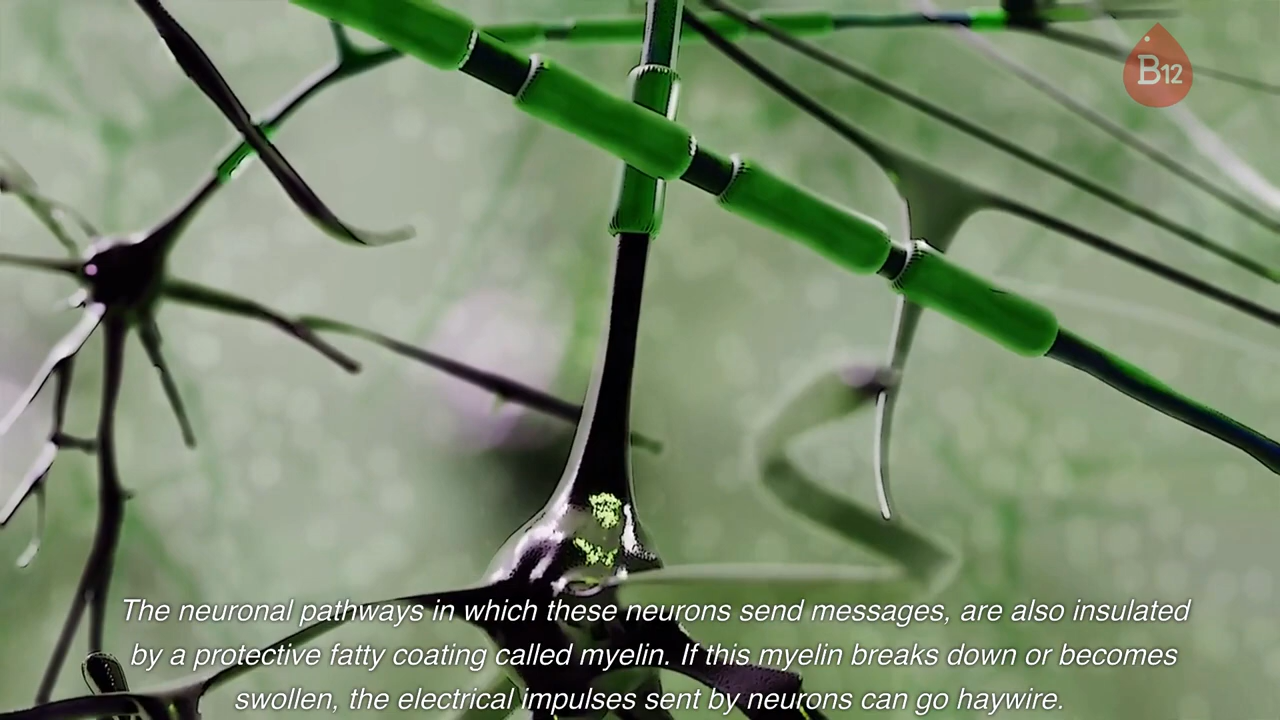 B12
The neuronal pathways in which these neurons send messages, are also insulated
by a protective fatty coating called myelin. If this myelin breaks down or becomes
swollen, the electrical impulses sent by neurons can go haywire.